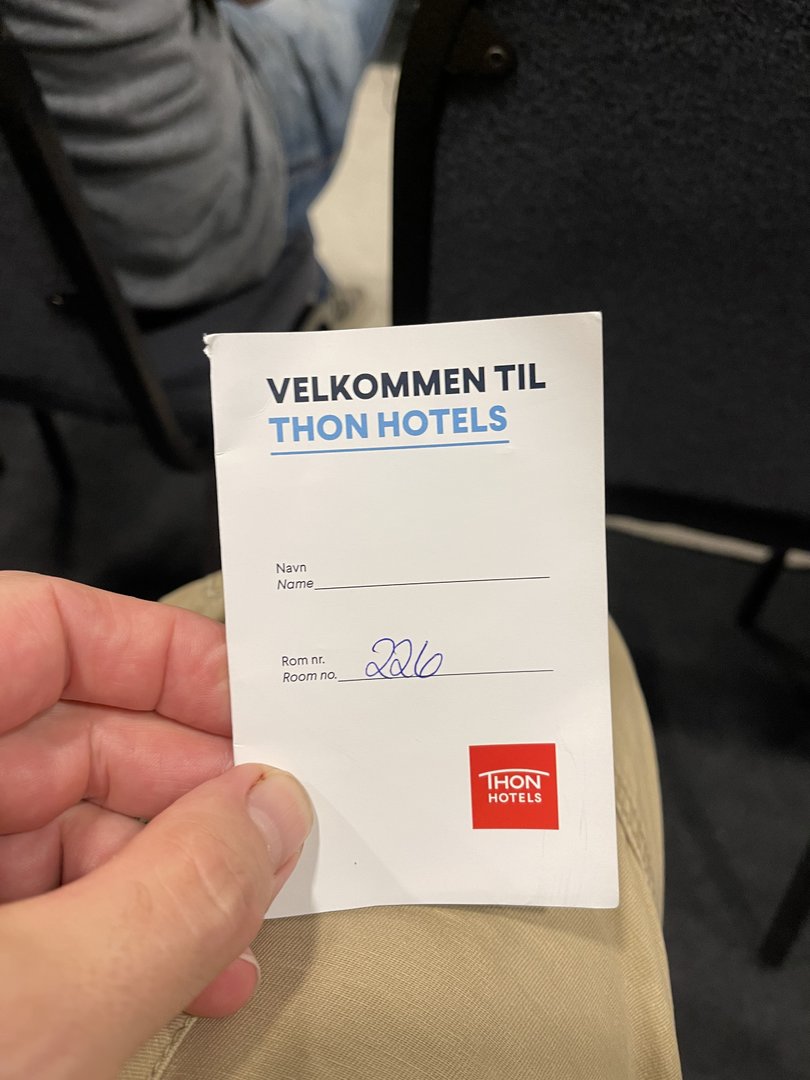 VELKOMMEN TIL
THON HOTELS
Navn
Name
Rom nr.
Room no. 226
THON
HOTELS